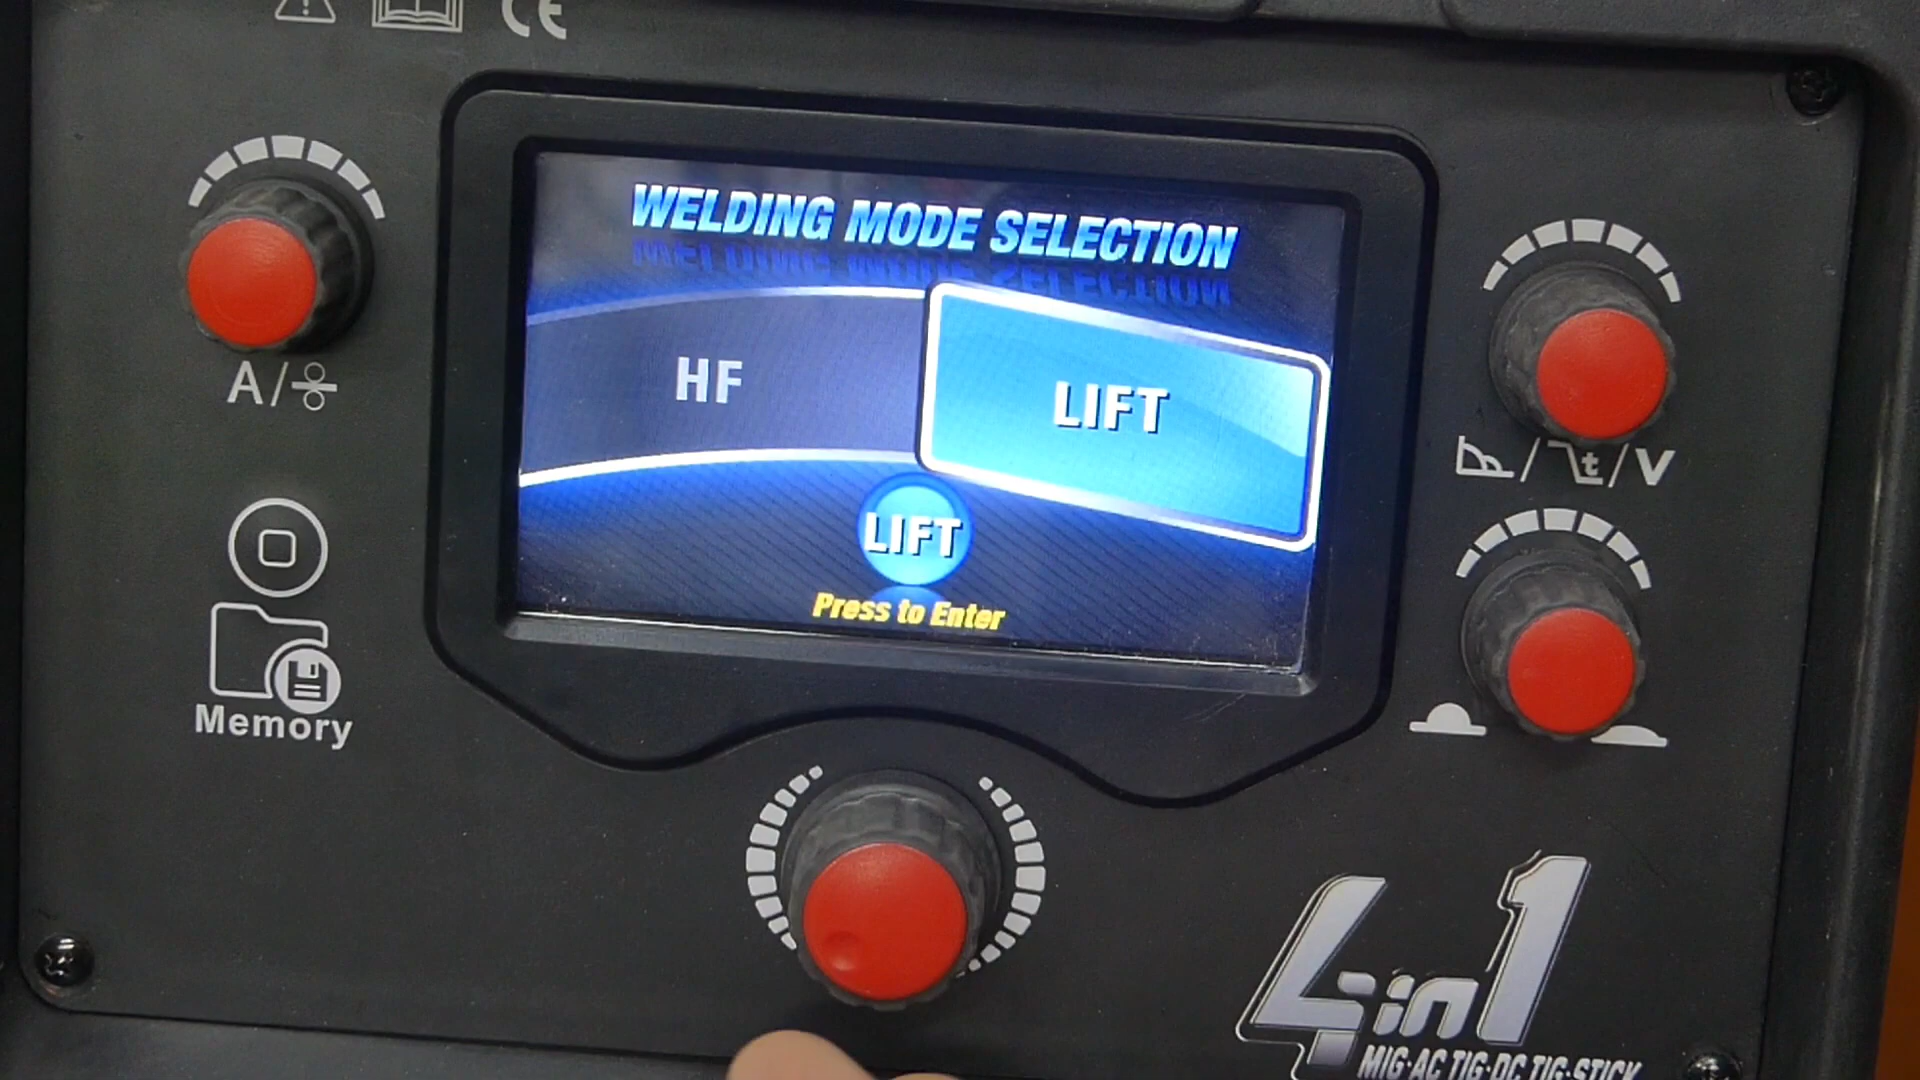 CE
WELDING MODE SELECTION
HF
LIFT
LIFT
Press to Enter
A/
Memory
/t/V
4in1
MIG·AC TIG·DC TIG·STICK